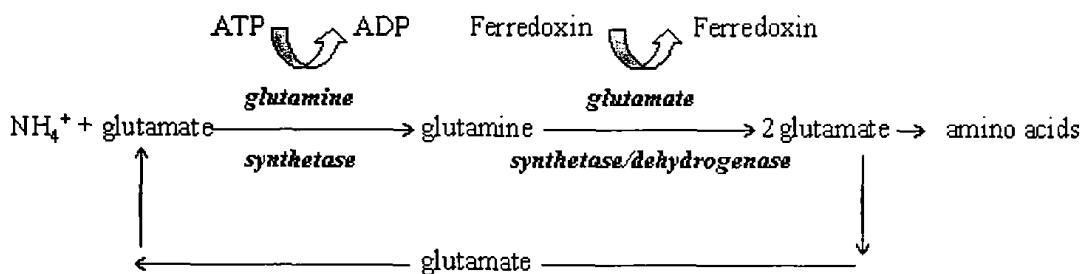 ATP ADP Ferredoxin Ferredoxin
glutamine glutamate
NH₄⁺ + glutamate glutamine 2 glutamate amino acids
synthetase synthetase/dehydrogenase
glutamate